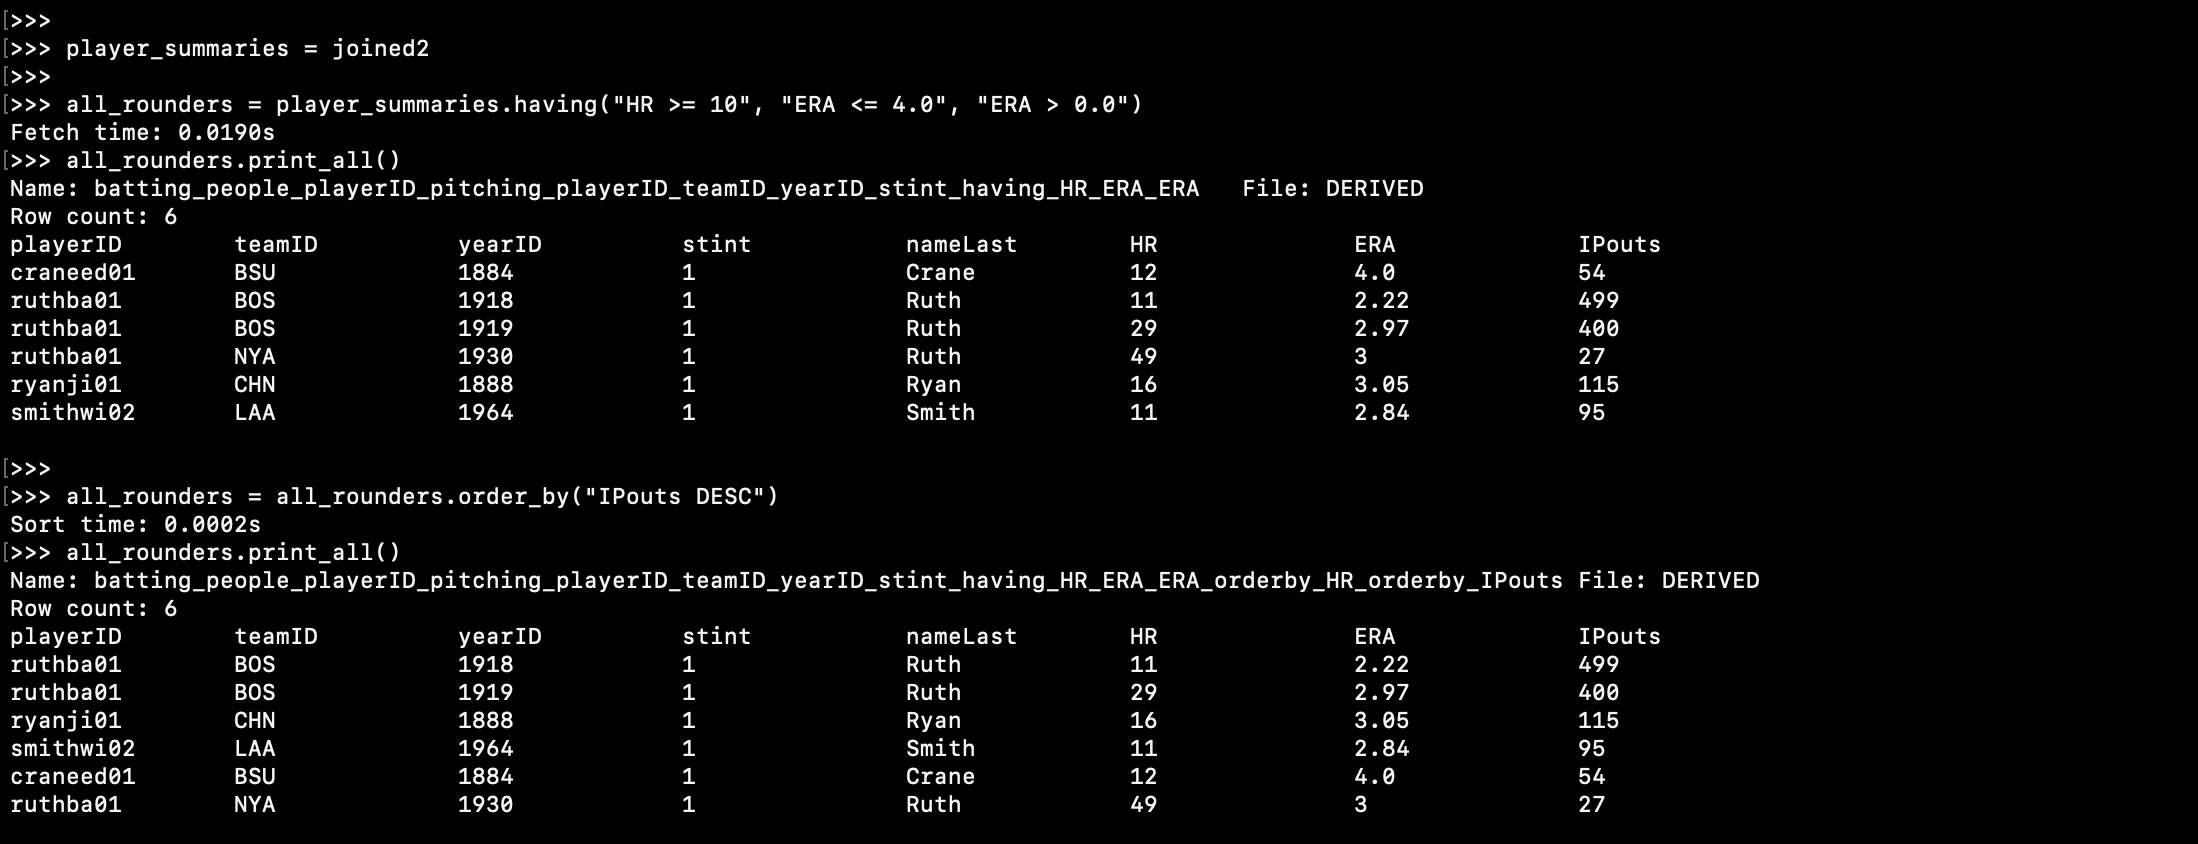 >>>
>>> player_summaries = joined2
>>>
>>> all_rounders = player_summaries.having("HR >= 10", "ERA <= 4.0", "ERA > 0.0")
Fetch time: 0.0190s
>>> all_rounders.print_all()
Name: batting_people_playerID_pitching_playerID_teamID_yearID_stint_having_HR_ERA_ERA   File: DERIVED
Row count: 6
playerID        teamID          yearID          stint           nameLast        HR              ERA             IPouts
craneed01       BSU             1884            1               Crane           12              4.0             54
ruthba01        BOS             1918            1               Ruth            11              2.22            499
ruthba01        BOS             1919            1               Ruth            29              2.97            400
ruthba01        NYA             1930            1               Ruth            49              3               27
ryanji01        CHN             1888            1               Ryan            16              3.05            115
smithwi02       LAA             1964            1               Smith           11              2.84            95
>>>
>>> all_rounders = all_rounders.order_by("IPouts DESC")
Sort time: 0.0002s
>>> all_rounders.print_all()
Name: batting_people_playerID_pitching_playerID_teamID_yearID_stint_having_HR_ERA_ERA_orderby_HR_orderby_IPouts File: DERIVED
Row count: 6
playerID        teamID          yearID          stint           nameLast        HR              ERA             IPouts
ruthba01        BOS             1918            1               Ruth            11              2.22            499
ruthba01        BOS             1919            1               Ruth            29              2.97            400
ryanji01        CHN             1888            1               Ryan            16              3.05            115
smithwi02       LAA             1964            1               Smith           11              2.84            95
craneed01       BSU             1884            1               Crane           12              4.0             54
ruthba01        NYA             1930            1               Ruth            49              3               27